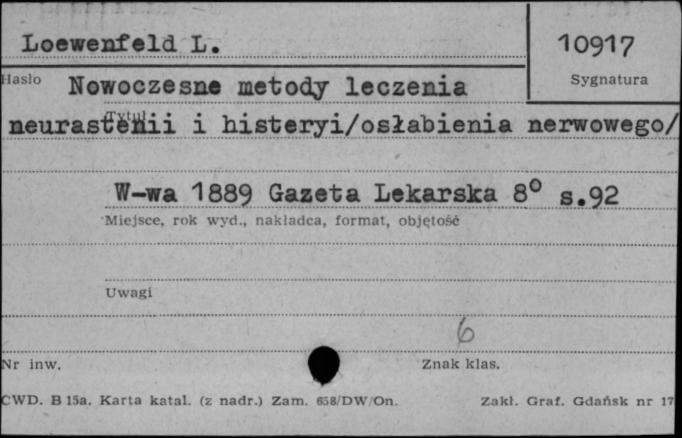 Loewenfeld L.
10917
Hasło Nowoczesne metody leczenia
Sygnatura
Tytuł
neurastenii i histeryi/osłabienia nerwowego/
W-wa 1889 Gazeta Lekarska 8° s.92
Miejsce, rok wyd., nakładca, format, objętość
Uwagi
6
Nr inw.
Znak klas.
CWD. B 15a. Karta katal. (z nadr.) Zam. 658/DW/On.
Zakł. Graf. Gdańsk nr 17